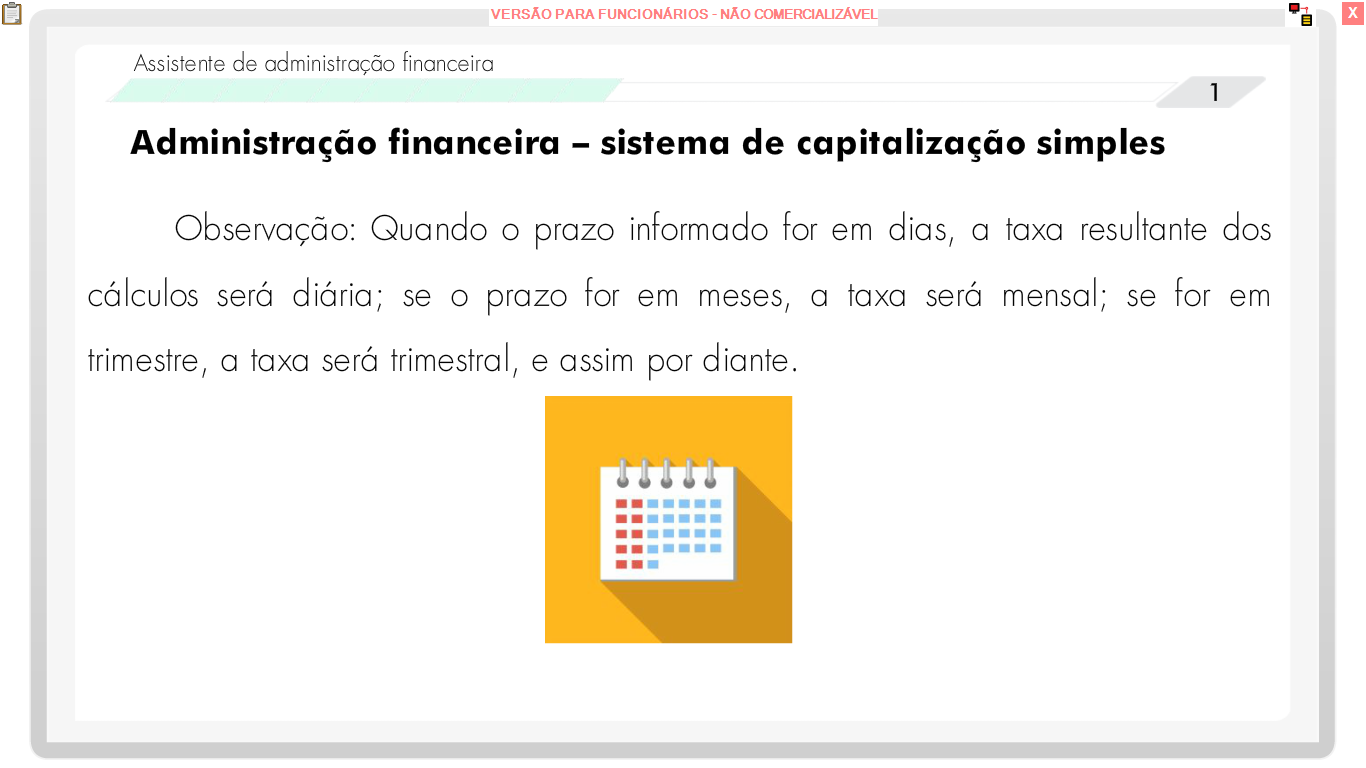 VERSÃO PARA FUNCIONÁRIOS - NÃO COMERCIALIZÁVEL
X
Assistente de administração financeira
1
Administração financeira – sistema de capitalização simples
Observação: Quando o prazo informado for em dias, a taxa resultante dos
cálculos será diária; se o prazo for em meses, a taxa será mensal; se for em
trimestre, a taxa será trimestral, e assim por diante.